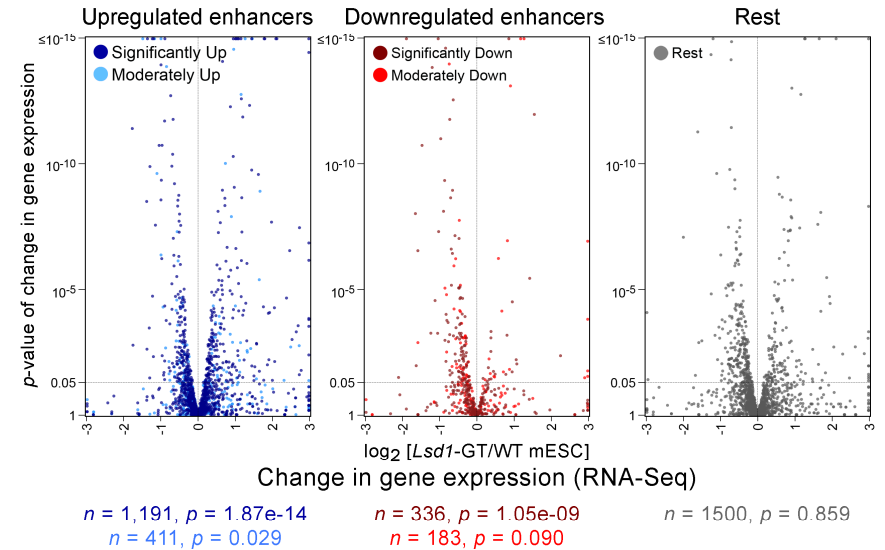 Upregulated enhancers
Downregulated enhancers
Rest
p-value of change in gene expression
≤10-15
10-10
10-5
0.05
1
Significantly Up
Moderately Up
-3 -2 -1 0 1 2 3
≤10-15
10-10
10-5
0.05
1
Significantly Down
Moderately Down
-3 -2 -1 0 1 2 3
≤10-15
10-10
10-5
0.05
1
Rest
-3 -2 -1 0 1 2 3
log2 [Lsd1-GT/WT mESC]
Change in gene expression (RNA-Seq)
n = 1,191, p = 1.87e-14
n = 411, p = 0.029
n = 336, p = 1.05e-09
n = 183, p = 0.090
n = 1500, p = 0.859